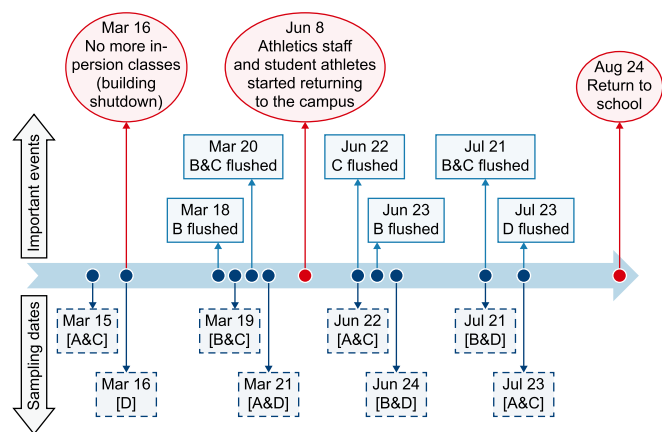 Mar 16
No more in-
persion classes
(building
shutdown)
Jun 8
Athletics staff
and student athletes
started returning
to the campus
Aug 24
Return to
school
Important events
Mar 20
B&C flushed
Jun 22
C flushed
Jul 21
B&C flushed
Mar 18
B flushed
Jun 23
B flushed
Jul 23
D flushed
Sampling dates
Mar 15
[A&C]
Mar 19
[B&C]
Jun 22
[A&C]
Jul 21
[B&D]
Mar 16
[D]
Mar 21
[A&D]
Jun 24
[B&D]
Jul 23
[A&C]